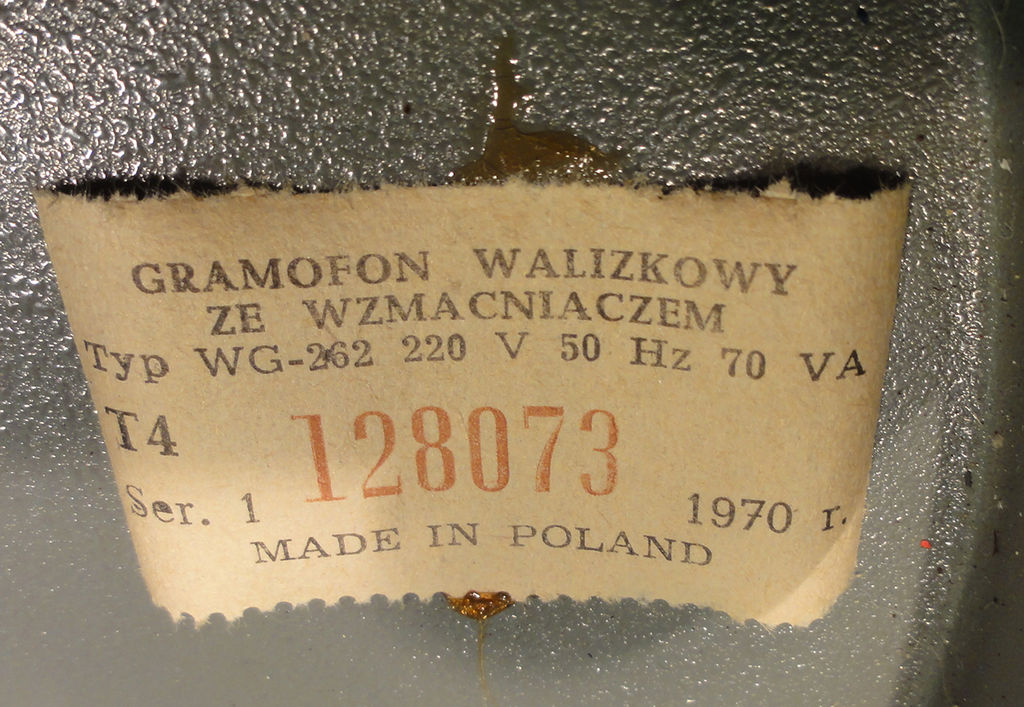 GRAMOFON WALIZKOWY
ZE WZMACNIACZEM
Typ WG-262 220 V 50 Hz 70 VA
T4 128073
Ser. 1 1970 r.
MADE IN POLAND